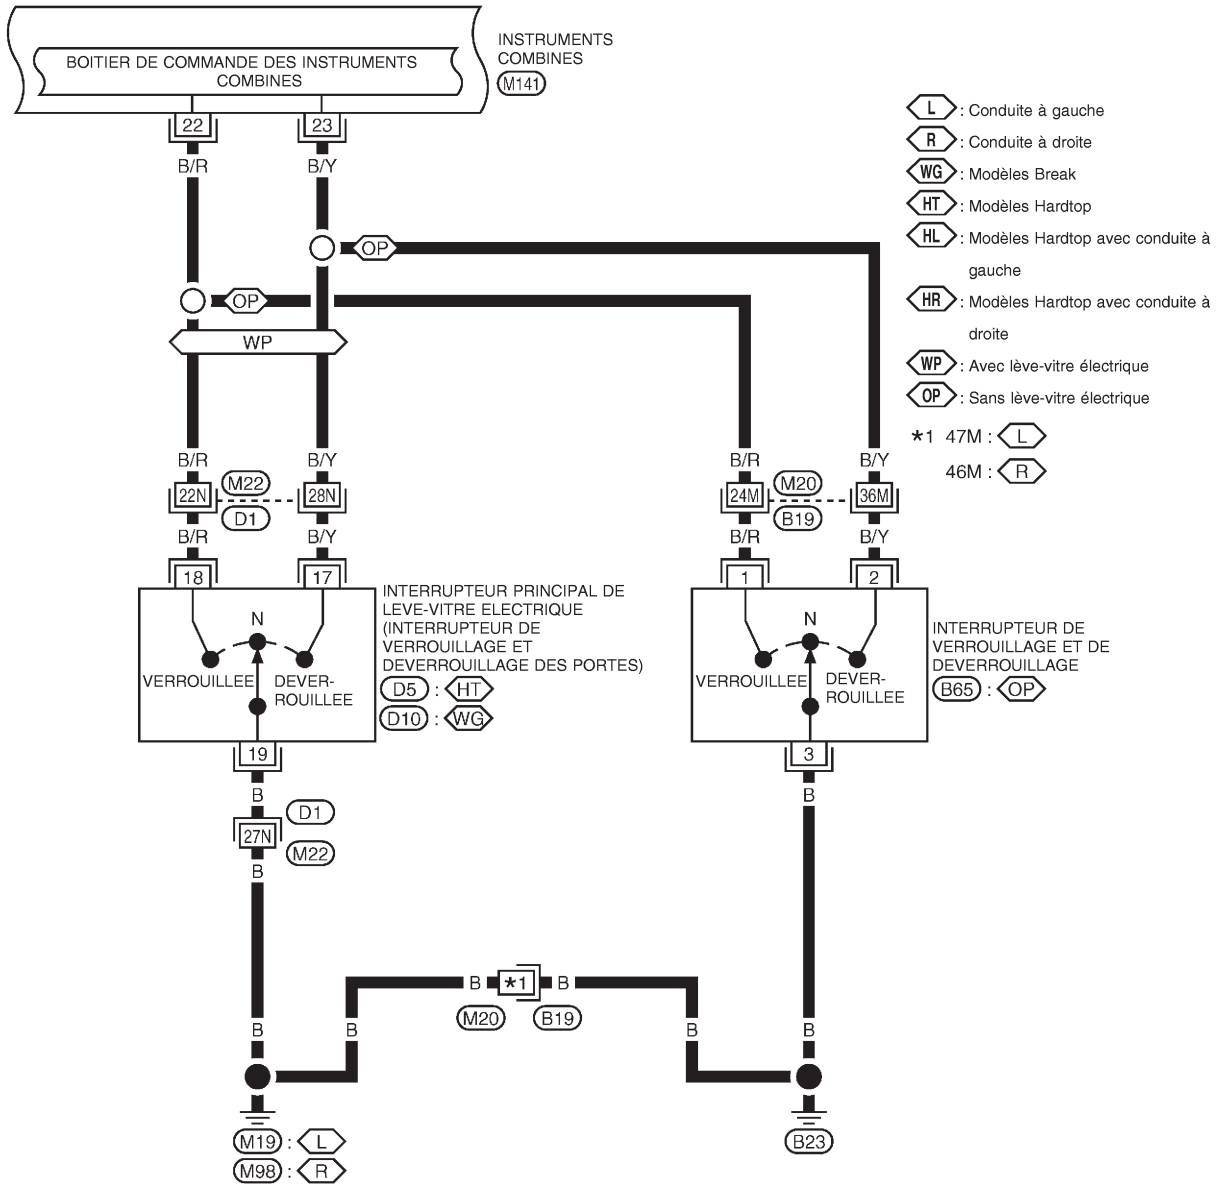 INSTRUMENTS
COMBINES
M141
BOITIER DE COMMANDE DES INSTRUMENTS
COMBINES
22
23
B/R
B/Y
L : Conduite à gauche
R : Conduite à droite
WG : Modèles Break
HT : Modèles Hardtop
HL : Modèles Hardtop avec conduite à
gauche
HR : Modèles Hardtop avec conduite à
droite
WP : Avec lève-vitre électrique
OP : Sans lève-vitre électrique
*1 47M : L
46M : R
OP
OP
WP
B/R
B/Y
B/R
B/Y
22N
M22
D1
28N
24M
M20
B19
36M
B/R
B/Y
B/R
B/Y
18
17
1
2
INTERRUPTEUR PRINCIPAL DE
LEVE-VITRE ELECTRIQUE
(INTERRUPTEUR DE
VERROUILLAGE ET
DEVERROUILLAGE DES PORTES)
D5 : HT
D10 : WG
N
VERROUILLEE
DEVER-
ROUILLEE
N
VERROUILLEE
DEVER-
ROUILLEE
INTERRUPTEUR DE
VERROUILLAGE ET DE
DEVERROUILLAGE
B65 : OP
19
3
B
B
D1
27N
M22
B
B
*1
B
M20
B19
B
B
B
B
M19 : L
M98 : R
B23